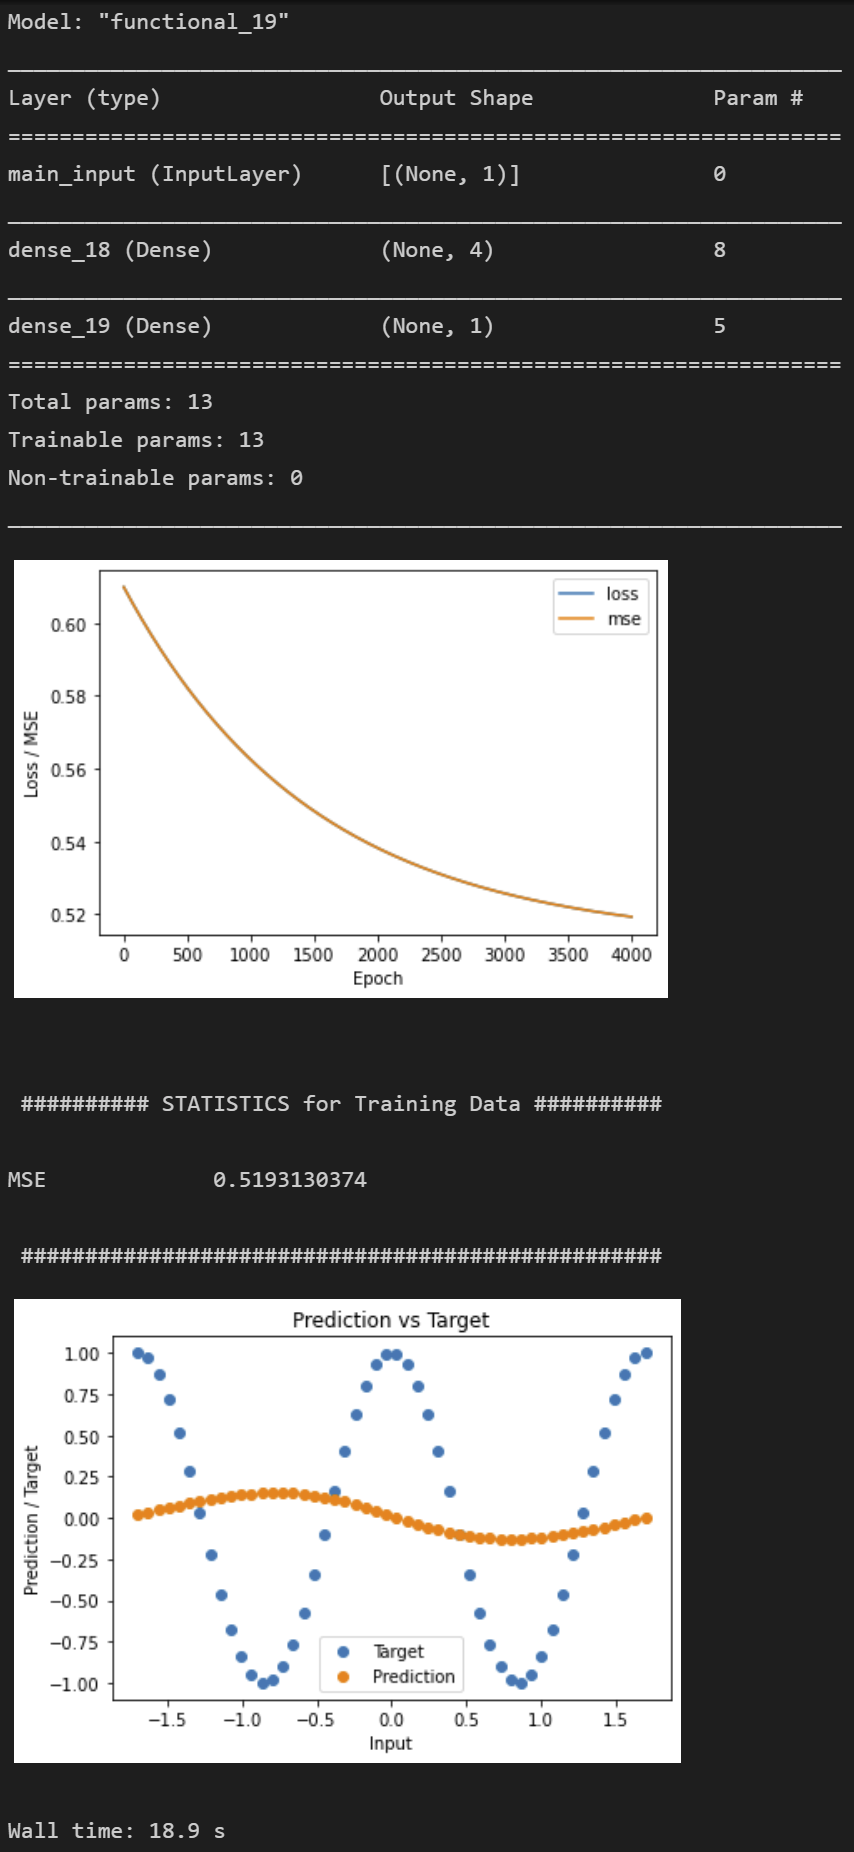 Model: "functional_19"
_________________________________________________________________
Layer (type)                 Output Shape              Param #
=================================================================
main_input (InputLayer)      [(None, 1)]               0
_________________________________________________________________
dense_18 (Dense)             (None, 4)                 8
_________________________________________________________________
dense_19 (Dense)             (None, 1)                 5
=================================================================
Total params: 13
Trainable params: 13
Non-trainable params: 0
_________________________________________________________________
loss
mse
0.60
0.58
0.56
0.54
0.52
Loss / MSE
0 500 1000 1500 2000 2500 3000 3500 4000
Epoch
########## STATISTICS for Training Data ##########
MSE             0.5193130374
##################################################
Prediction vs Target
1.00
0.75
0.50
0.25
0.00
−0.25
−0.50
−0.75
−1.00
Prediction / Target
Target
Prediction
−1.5 −1.0 −0.5 0.0 0.5 1.0 1.5
Input
Wall time: 18.9 s